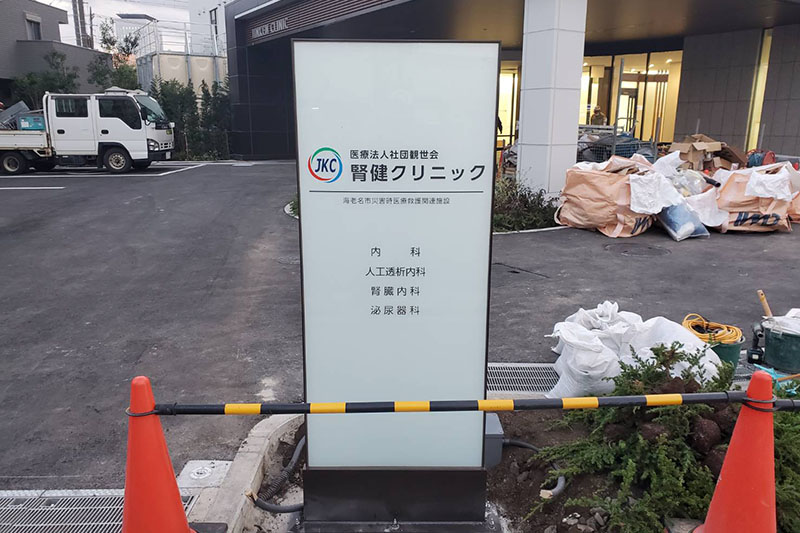 JINKEN CLINIC
JKC
医療法人社団観世会
腎健クリニック
海老名市災害時医療救護関連施設
内科
人工透析内科
腎臓内科
泌尿器科